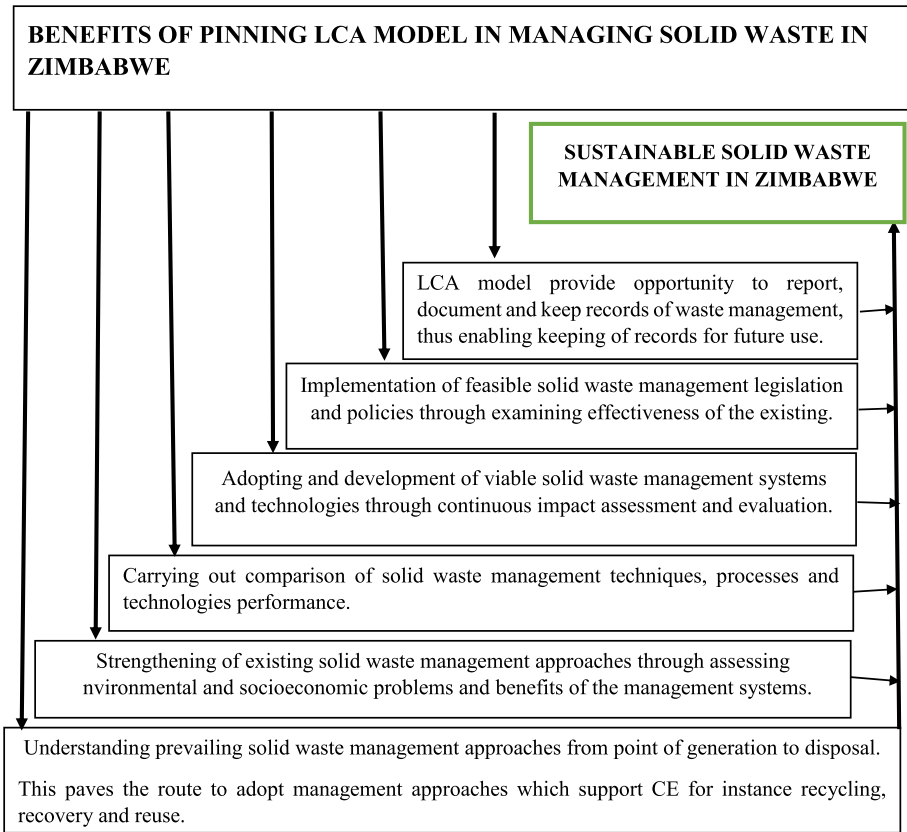 BENEFITS OF PINNING LCA MODEL IN MANAGING SOLID WASTE IN
ZIMBABWE
SUSTAINABLE SOLID WASTE
MANAGEMENT IN ZIMBABWE
LCA model provide opportunity to report,
document and keep records of waste management,
thus enabling keeping of records for future use.
Implementation of feasible solid waste management legislation
and policies through examining effectiveness of the existing.
Adopting and development of viable solid waste management systems
and technologies through continuous impact assessment and evaluation.
Carrying out comparison of solid waste management techniques, processes and
technologies performance.
Strengthening of existing solid waste management approaches through assessing
nvironmental and socioeconomic problems and benefits of the management systems.
Understanding prevailing solid waste management approaches from point of generation to disposal.
This paves the route to adopt management approaches which support CE for instance recycling,
recovery and reuse.